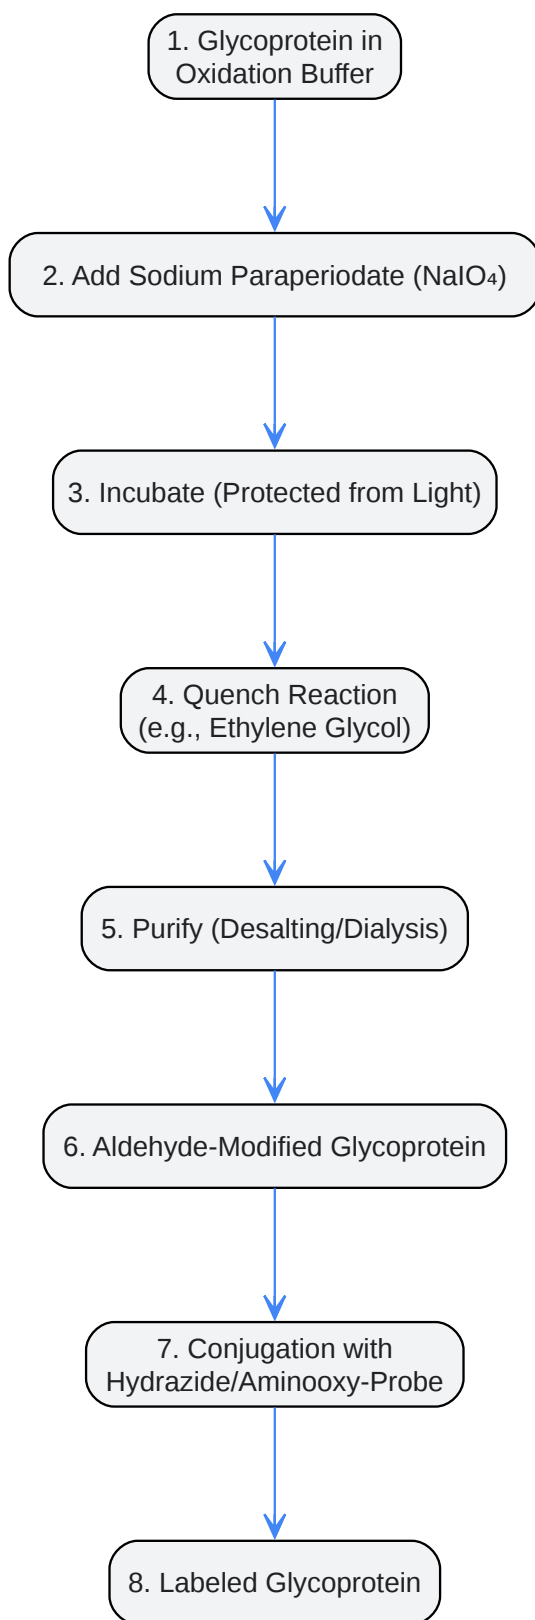 1. Glycoprotein in
Oxidation Buffer
2. Add Sodium Paraperiodate (NaIO₄)
3. Incubate (Protected from Light)
4. Quench Reaction
(e.g., Ethylene Glycol)
5. Purify (Desalting/Dialysis)
6. Aldehyde-Modified Glycoprotein
7. Conjugation with
Hydrazide/Aminooxy-Probe
8. Labeled Glycoprotein